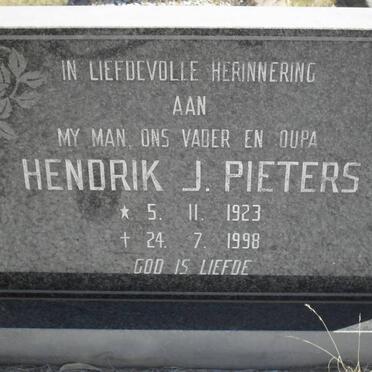 IN LIEFDEVOLLE HERINNERING
AAN
MY MAN, ONS VADER EN OUPA
HENDRIK J. PIETERS
★ 5. 11. 1923
† 24. 7. 1998
GOD IS LIEFDE